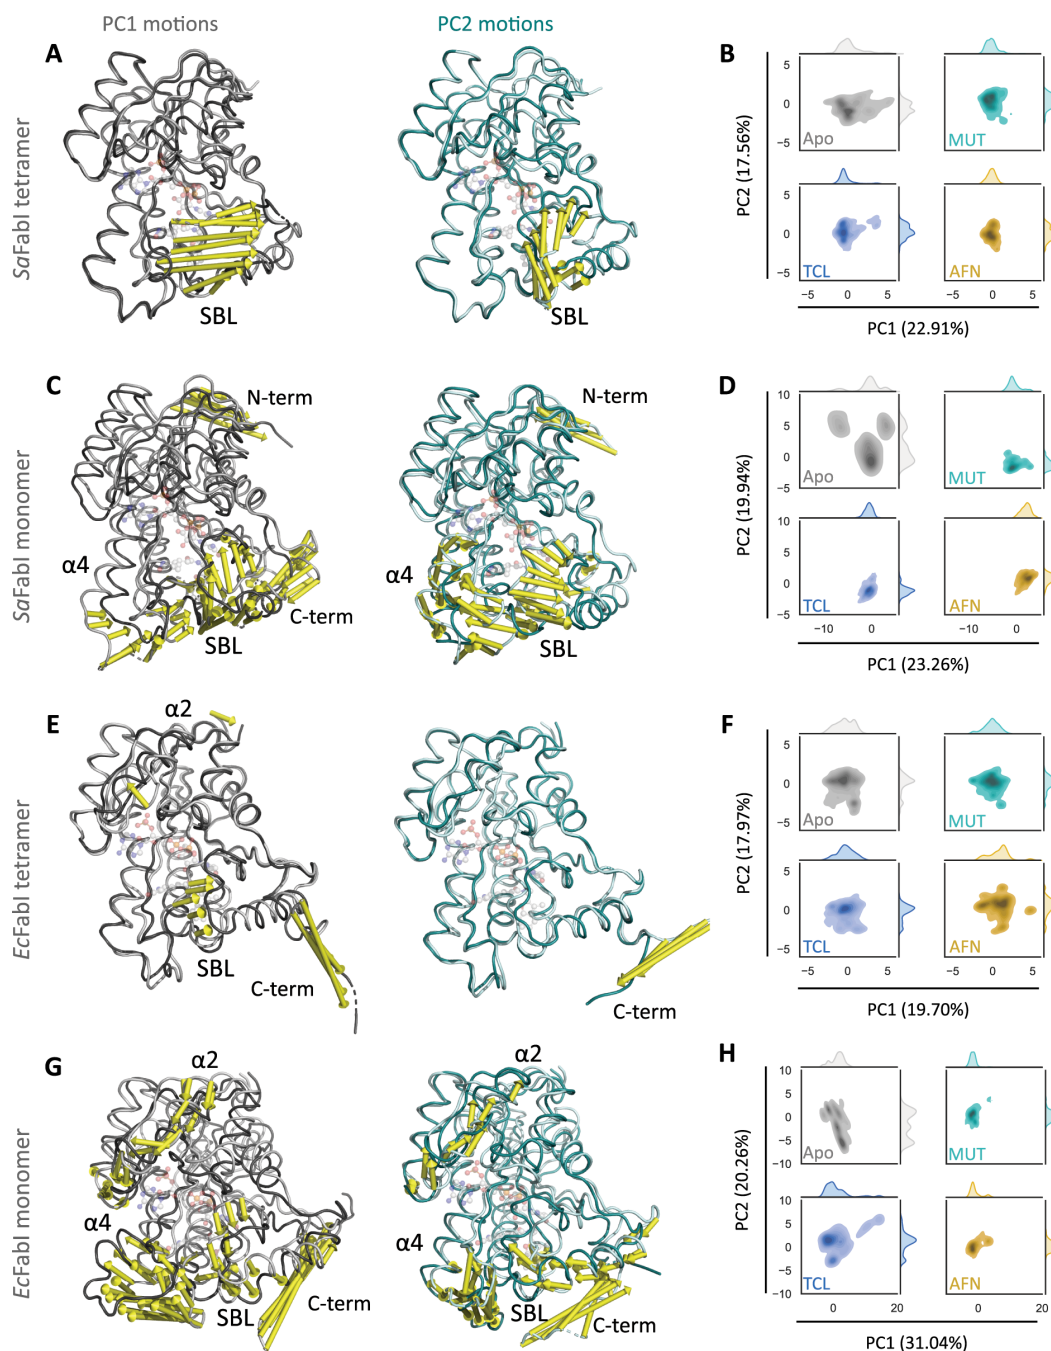 PC1 motions
PC2 motions
A
SaFabI tetramer
SBL
SBL
B
PC2 (17.56%)
5
0
−5
Apo
MUT
5
0
−5
TCL
AFN
−5 0 5
−5 0 5
PC1 (22.91%)
C
SaFabI monomer
N-term
α4
SBL
C-term
N-term
α4
SBL
D
PC2 (19.94%)
10
5
0
−5
Apo
MUT
10
5
0
−5
TCL
AFN
−10 0
−10 0
PC1 (23.26%)
E
EcFabI tetramer
α2
SBL
C-term
C-term
F
PC2 (17.97%)
5
0
−5
Apo
MUT
5
0
−5
TCL
AFN
−5 0 5
−5 0 5
PC1 (19.70%)
G
EcFabI monomer
α2
α4
SBL
C-term
α2
α4
SBL
C-term
H
PC2 (20.26%)
10
5
0
−5
−10
Apo
MUT
10
5
0
−5
−10
TCL
AFN
0 20
0 20
PC1 (31.04%)